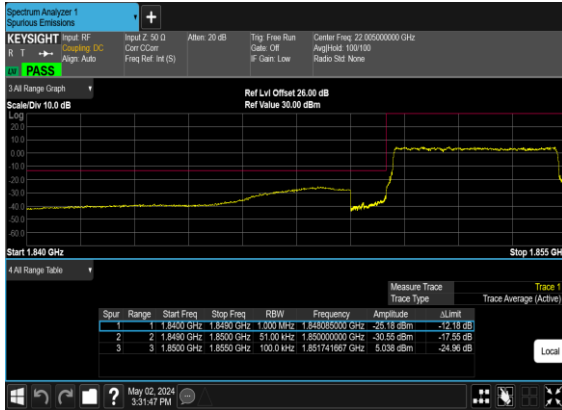 Spectrum Analyzer 1
Spurious Emissions
KEYSIGHT Input: RF Input Z: 50 Ω Atten: 20 dB Trig: Free Run Center Freq: 22.005000000 GHz
R T Coupling: DC Corr CCorr Gate: Off Avg|Hold: 100/100
Align: Auto Freq Ref: Int (S) IF Gain: Low Radio Std: None
PASS
3 All Range Graph
Ref Lvl Offset 26.00 dB
Scale/Div 10.0 dB Ref Value 30.00 dBm
Log
20.0
10.0
0.00
-10.0
-20.0
-30.0
-40.0
-50.0
-60.0
Start 1.840 GHz Stop 1.855 GH
4 All Range Table
Measure Trace Trace 1
Trace Type Trace Average (Active)
Spur Range Start Freq Stop Freq RBW Frequency Amplitude ΔLimit
1 1 1.8400 GHz 1.8490 GHz 1.000 MHz 1.848085000 GHz -25.18 dBm -12.18 dB
2 2 1.8490 GHz 1.8500 GHz 51.00 kHz 1.850000000 GHz -30.55 dBm -17.55 dB
3 3 1.8500 GHz 1.8550 GHz 100.0 kHz 1.851741667 GHz 5.038 dBm -24.96 dB
Local
? May 02, 2024
3:31:47 PM